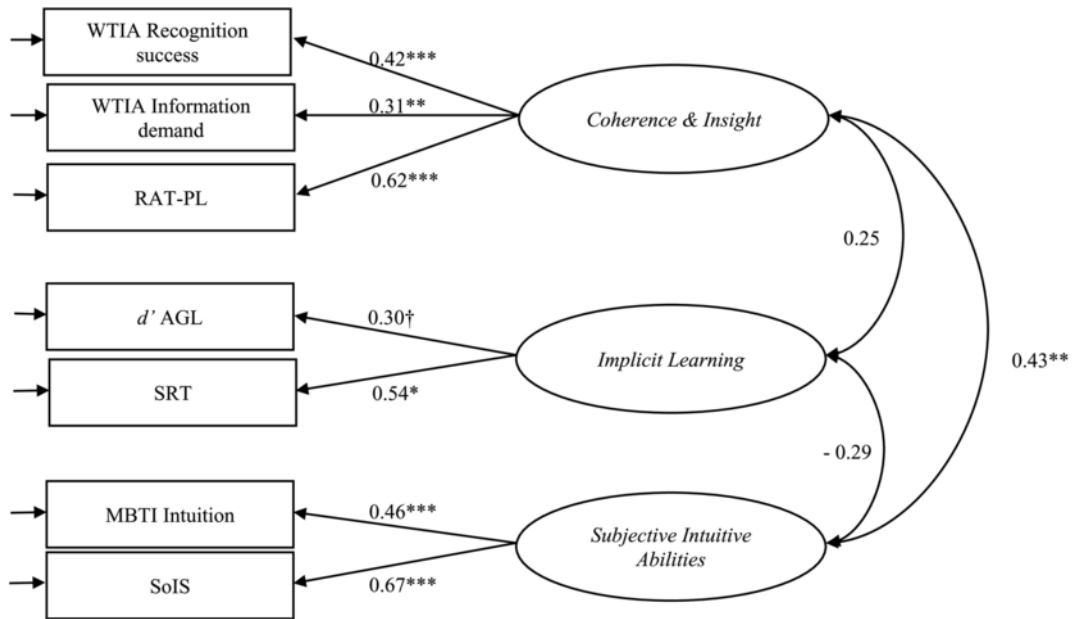 WTIA Recognition
success
0.42***
WTIA Information
demand
0.31**
Coherence & Insight
RAT-PL
0.62***
0.25
d' AGL
0.30†
Implicit Learning
0.43**
SRT
0.54*
- 0.29
MBTI Intuition
0.46***
Subjective Intuitive
Abilities
SoIS
0.67***